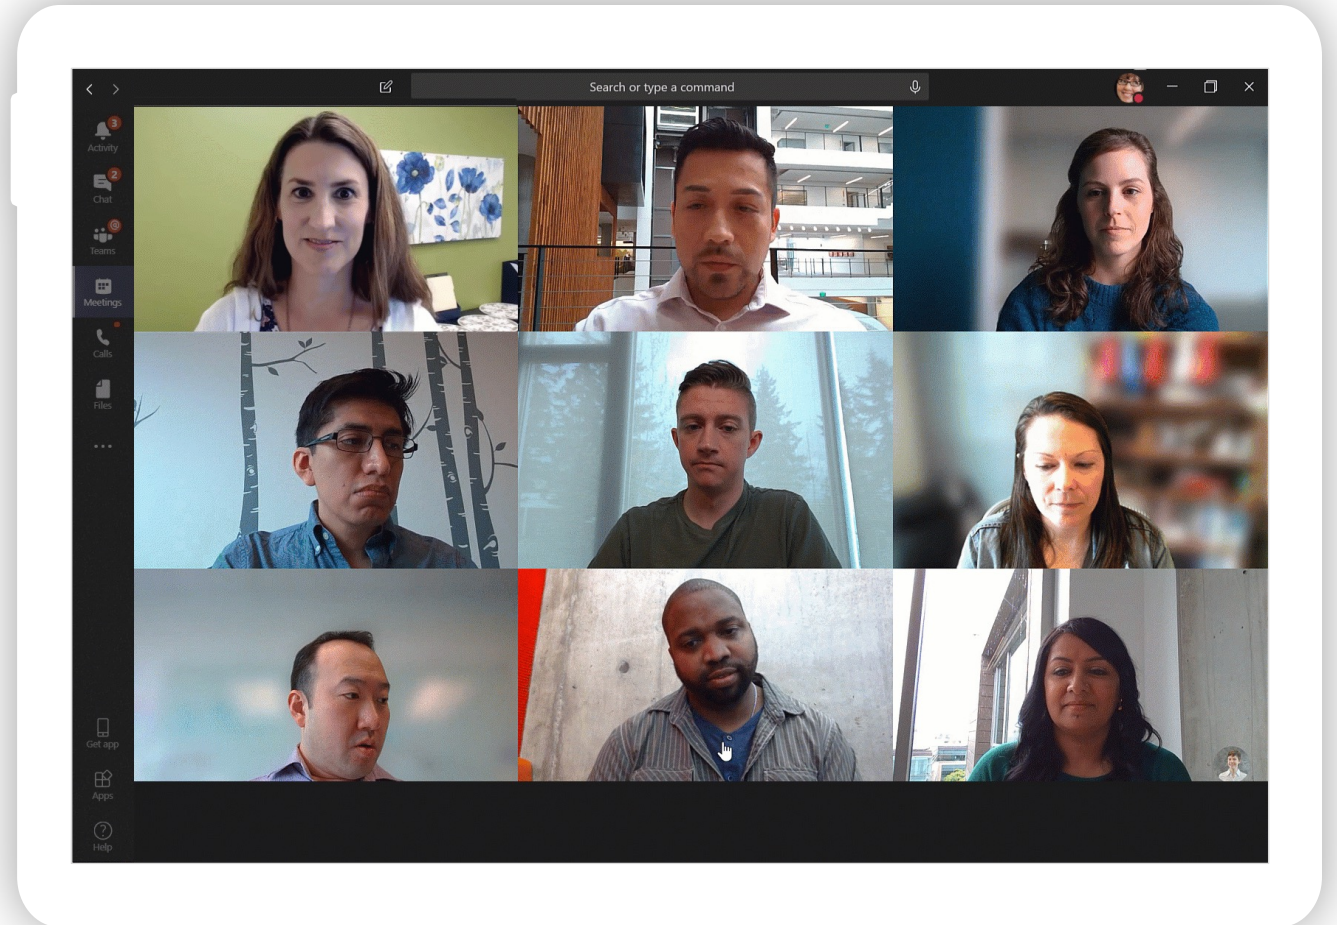 Search or type a command
3
Activity
2
Chat
Teams
Meetings
Calls
Files
Get app
Apps
Help